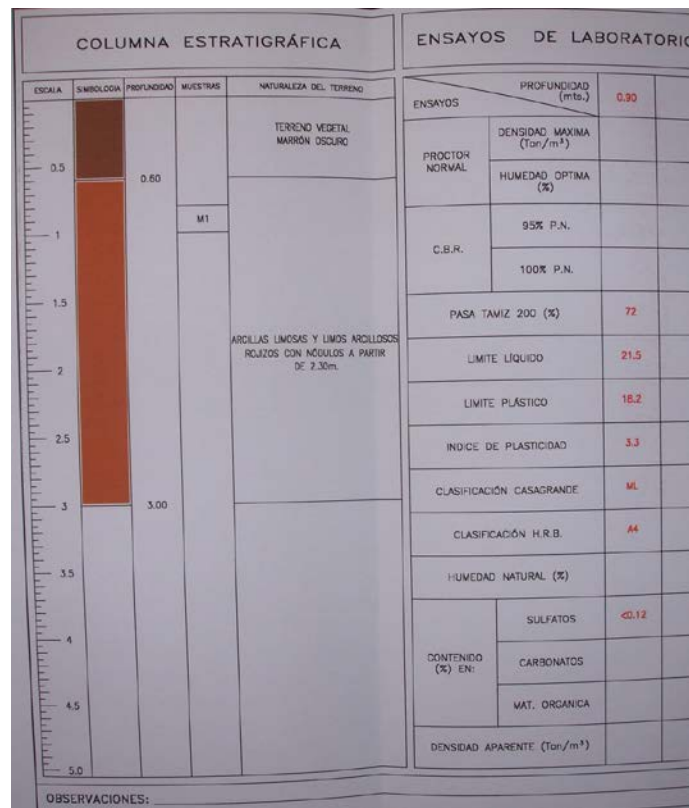 COLUMNA ESTRATIGRÁFICA
ESCALA SIMBOLOGIA PROFUNDIDAD MUESTRAS NATURALEZA DEL TERRENO
TERRENO VEGETAL
MARRÓN OSCURO
0.5
0.60
M1
1
1.5
ARCILLAS LIMOSAS Y LIMOS ARCILLOSOS
ROJIZOS CON NÓDULOS A PARTIR
DE 2.30m.
2
2.5
3
3.00
3.5
4
4.5
5.0
OBSERVACIONES:
ENSAYOS DE LABORATORIO
PROFUNDIDAD
(mts.)
ENSAYOS
0.90
PROCTOR
NORMAL
DENSIDAD MAXIMA
(Ton/m³)
HUMEDAD OPTIMA
(%)
C.B.R.
95% P.N.
100% P.N.
PASA TAMIZ 200 (%) 72
LIMITE LÍQUIDO 21.5
LIMITE PLÁSTICO 18.2
INDICE DE PLASTICIDAD 3.3
CLASIFICACIÓN CASAGRANDE ML
CLASIFICACIÓN H.R.B. A4
HUMEDAD NATURAL (%)
CONTENIDO
(%) EN:
SULFATOS <0.12
CARBONATOS
MAT. ORGANICA
DENSIDAD APARENTE (Ton/m³)